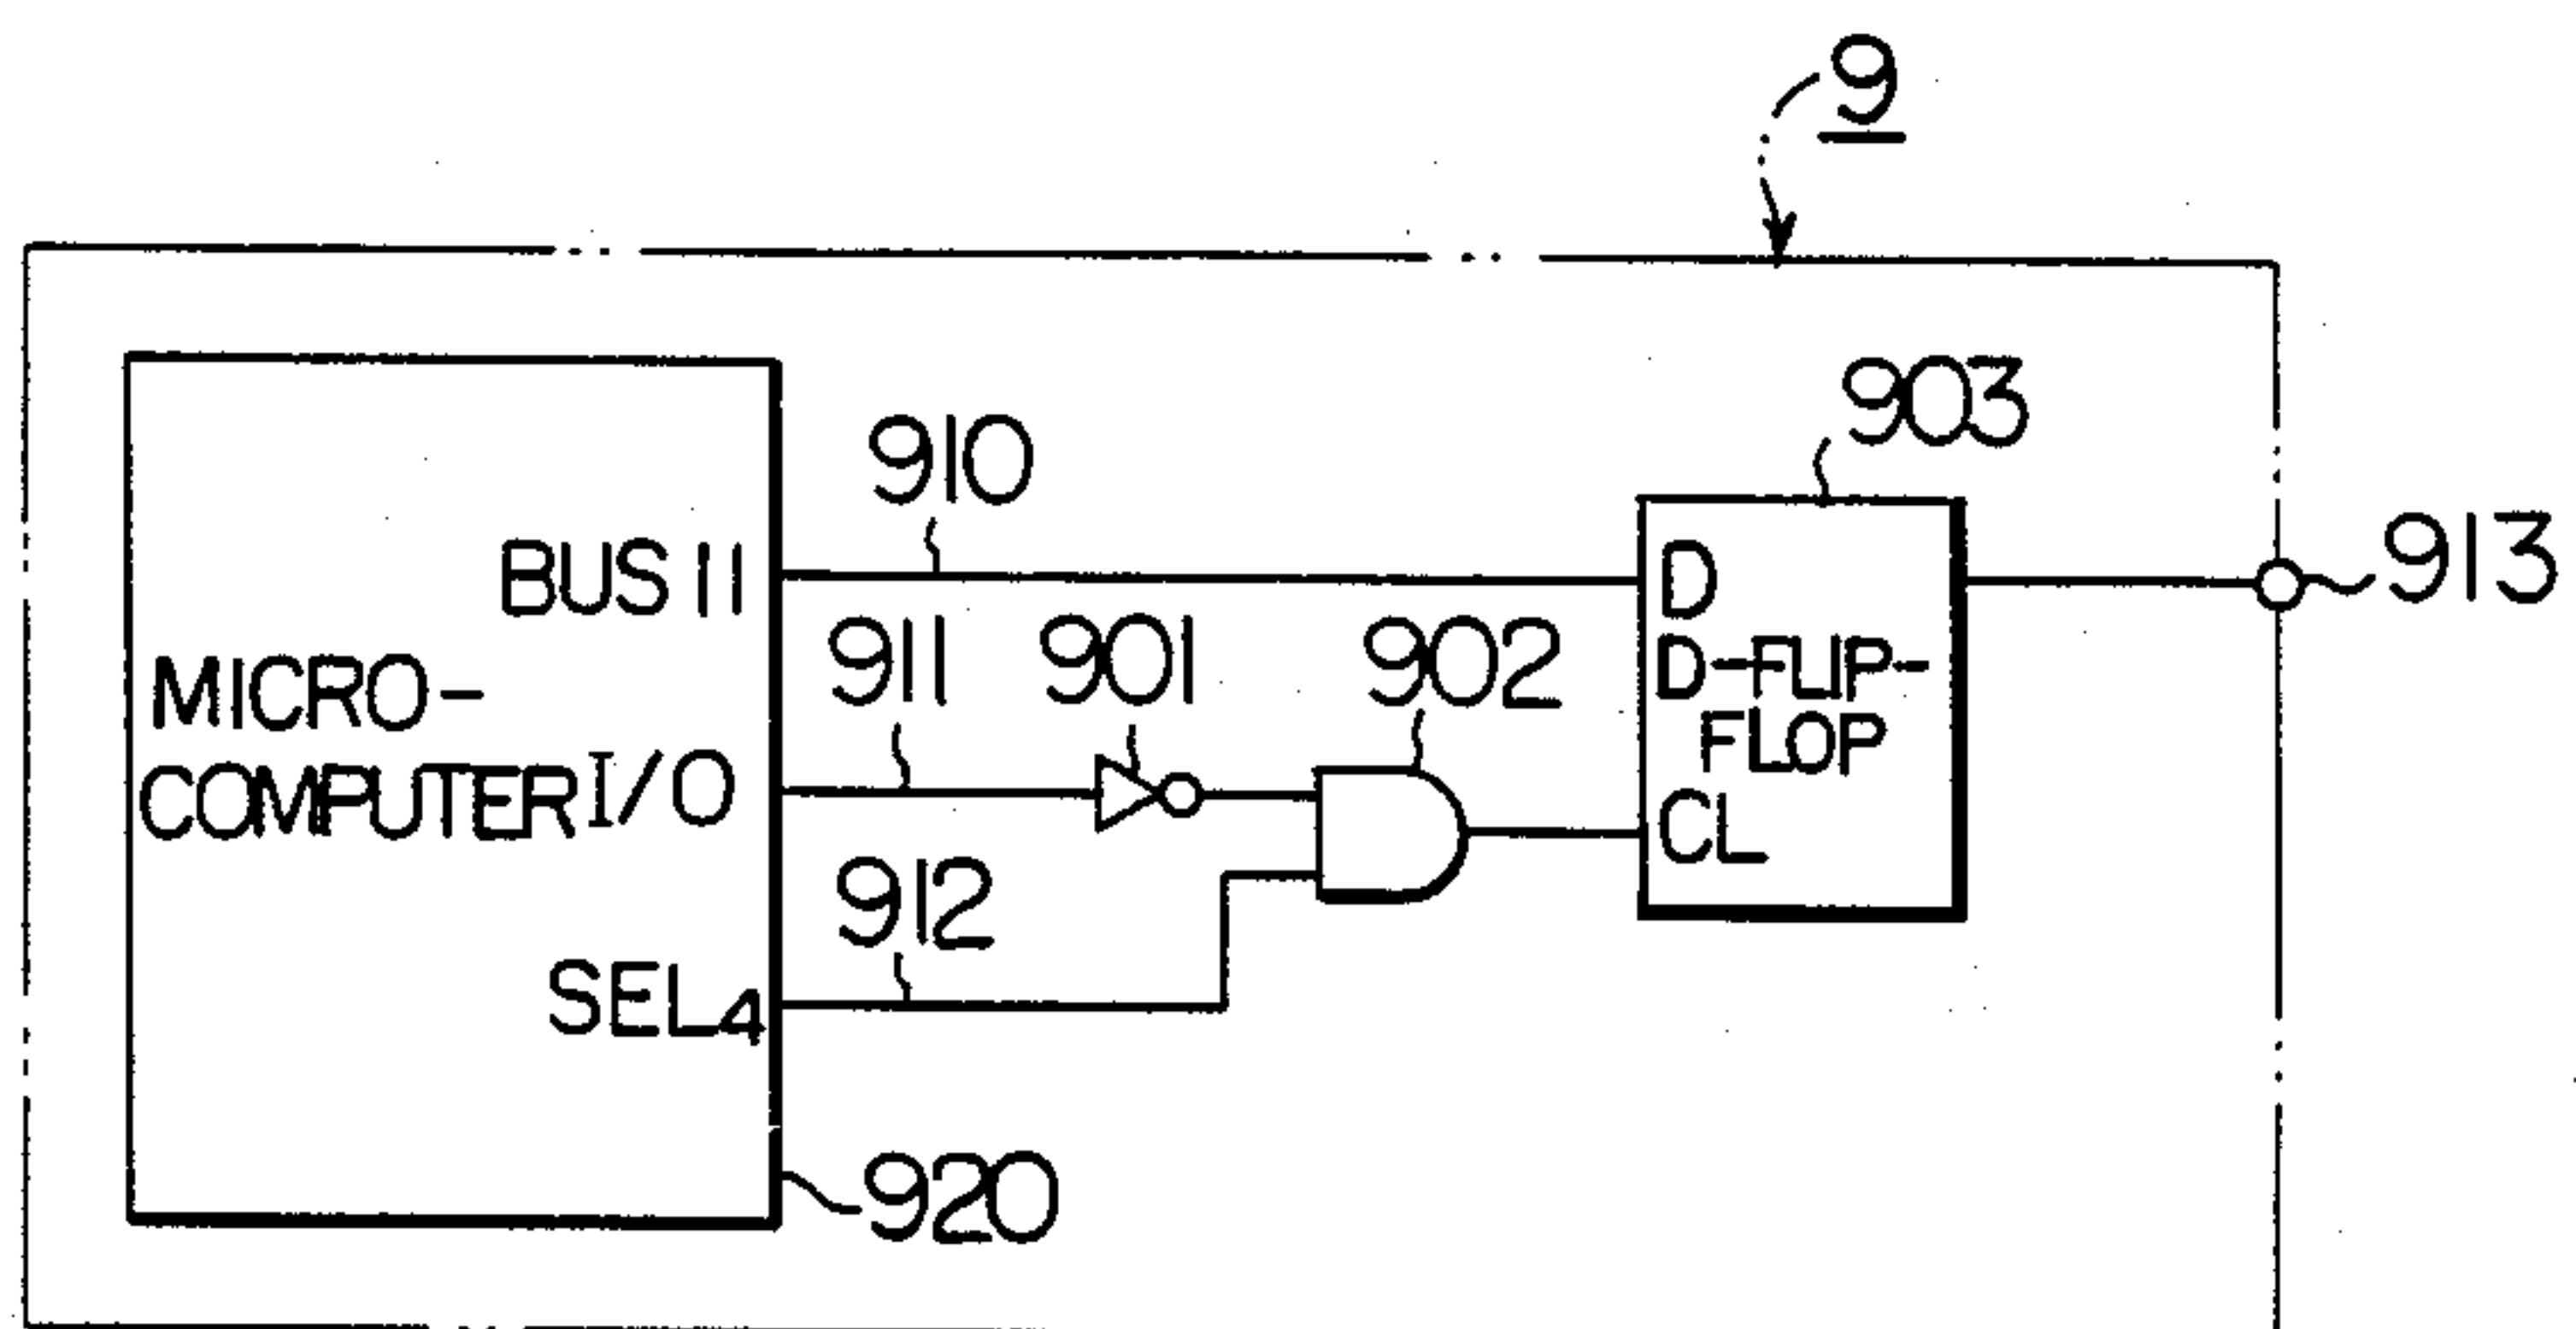 9
903
910
BUS 11
D
913
911
901
902
D-FLIP-
FLOP
MICRO-
COMPUTER I/O
CL
912
SEL4
920